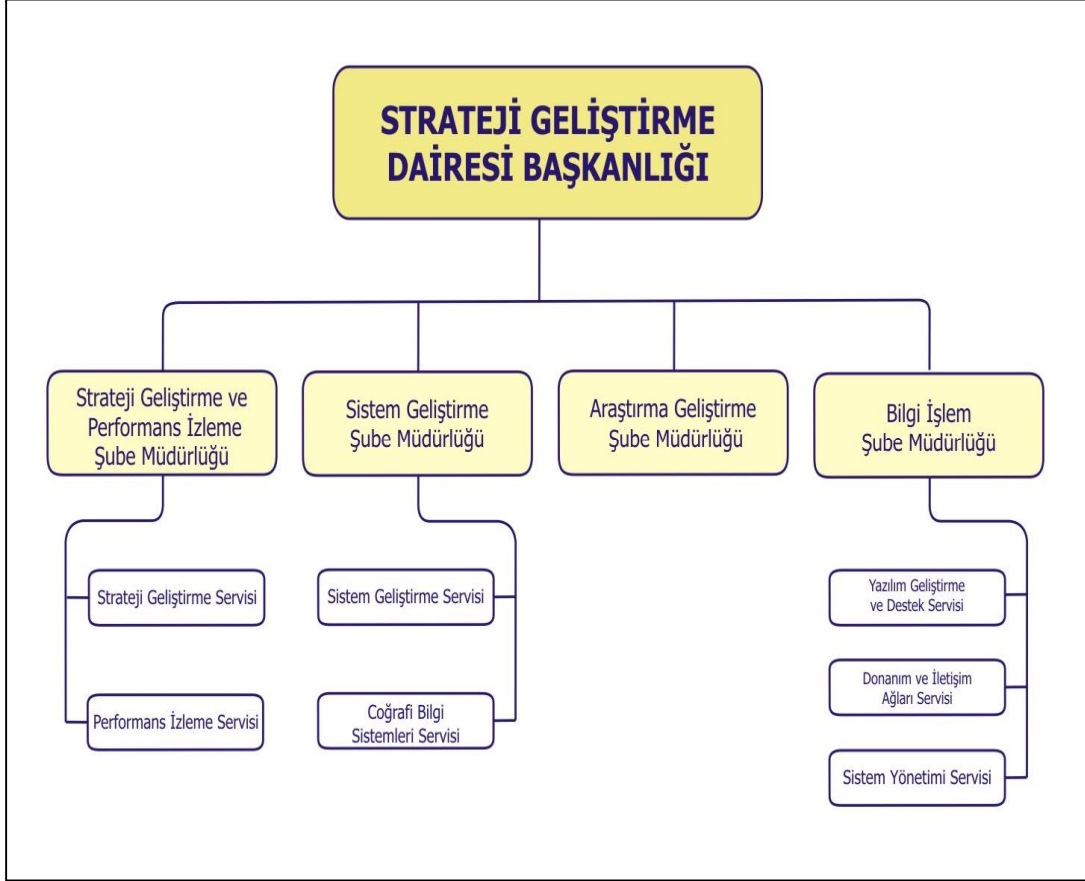 STRATEJİ GELİŞTİRME
DAİRESİ BAŞKANLIĞI
Strateji Geliştirme ve
Performans İzleme
Şube Müdürlüğü
Sistem Geliştirme
Şube Müdürlüğü
Araştırma Geliştirme
Şube Müdürlüğü
Bilgi İşlem
Şube Müdürlüğü
Strateji Geliştirme Servisi
Performans İzleme Servisi
Sistem Geliştirme Servisi
Coğrafi Bilgi
Sistemleri Servisi
Yazılım Geliştirme
ve Destek Servisi
Donanım ve İletişim
Ağları Servisi
Sistem Yönetimi Servisi